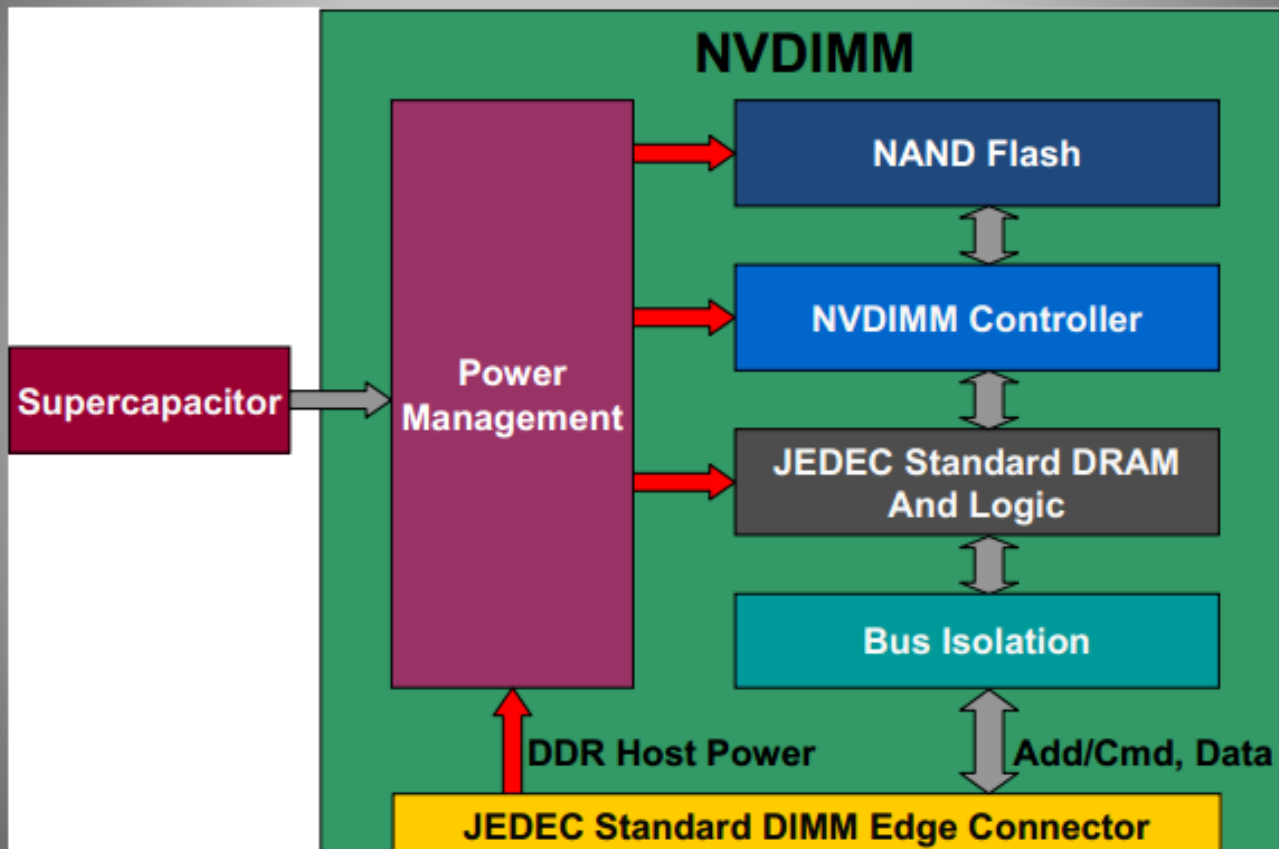 NVDIMM
NAND Flash
NVDIMM Controller
Supercapacitor
Power
Management
JEDEC Standard DRAM
And Logic
Bus Isolation
DDR Host Power
Add/Cmd, Data
JEDEC Standard DIMM Edge Connector